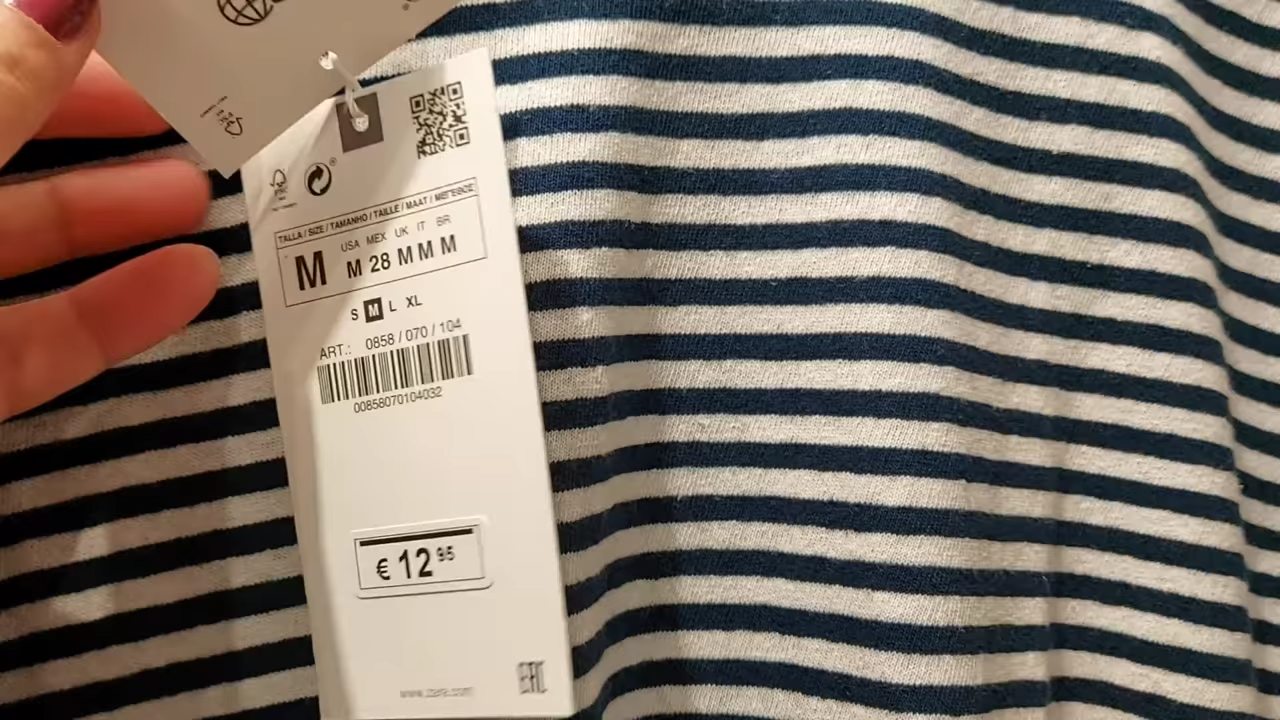 TALLA / SIZE / TAMANHO / TAILLE / MAAT /
USA MEX UK IT BR
M M 28 M M M
S M L XL
ART.: 0858 / 070 / 104
00858070104032
€ 12 95
www.zara.com
EAC